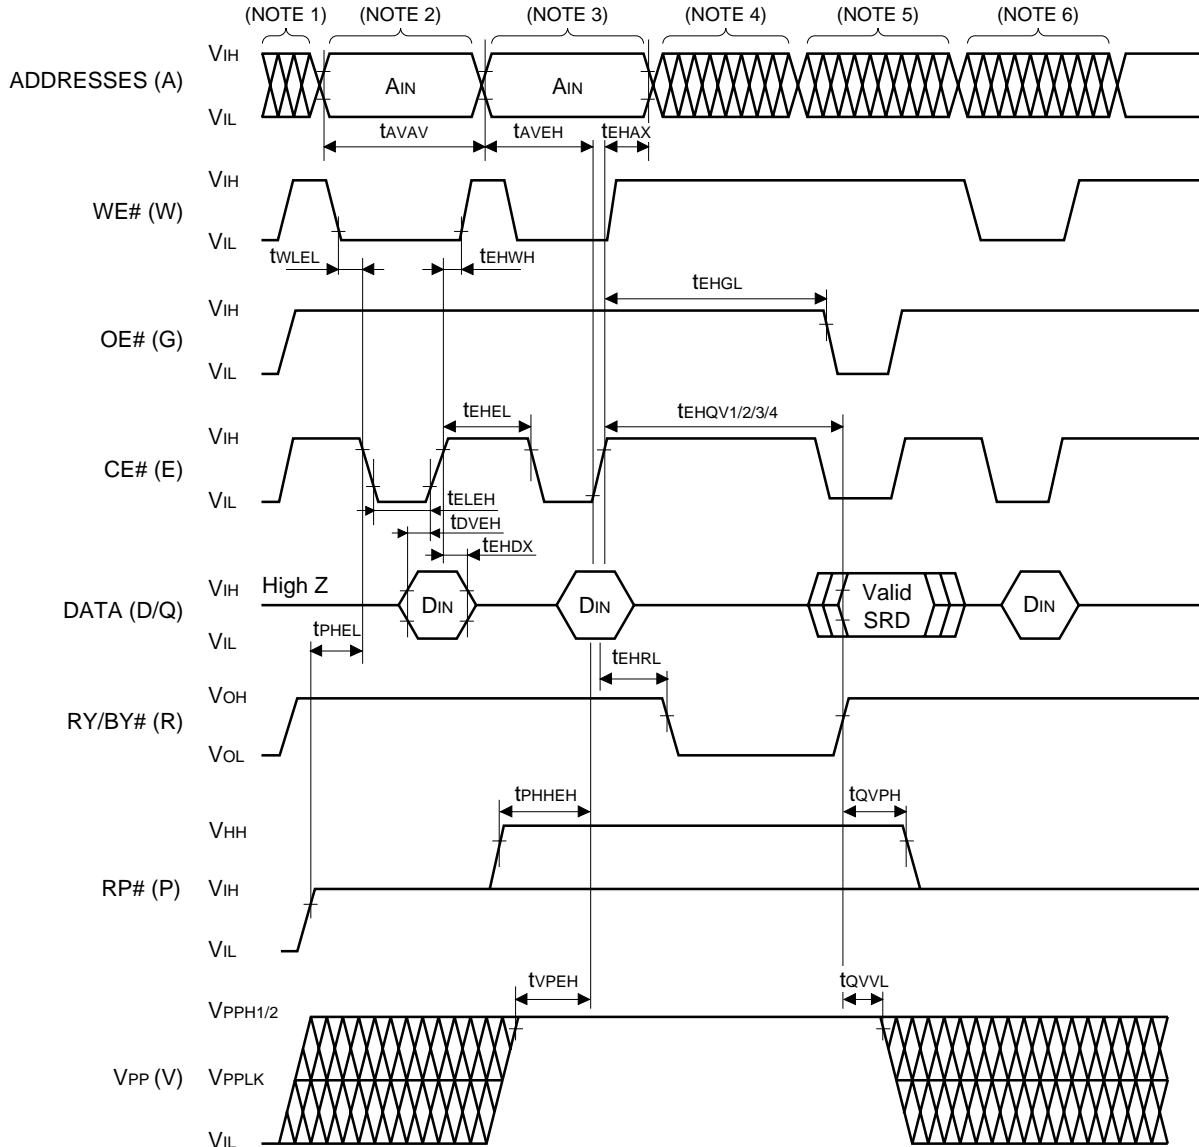 (NOTE 1) (NOTE 2) (NOTE 3) (NOTE 4) (NOTE 5) (NOTE 6)
VIH
ADDRESSES (A) AIN AIN
VIL
tAVAV tAVEH tEHAX
VIH
WE# (W)
VIL
tWLEL tEHWH
tEHGL
VIH
OE# (G)
VIL
tEHEL tEHQV1/2/3/4
VIH
CE# (E)
VIL
tELEH
tDVEH
tEHDX
VIH High Z
DATA (D/Q) DIN DIN Valid SRD DIN
VIL
tPHEL
tEHRL
VOH
RY/BY# (R)
VOL
tPHHEH tQVPH
VHH
RP# (P) VIH
VIL
tVPEH tQVVL
VPPH1/2
VPP (V) VPPLK
VIL